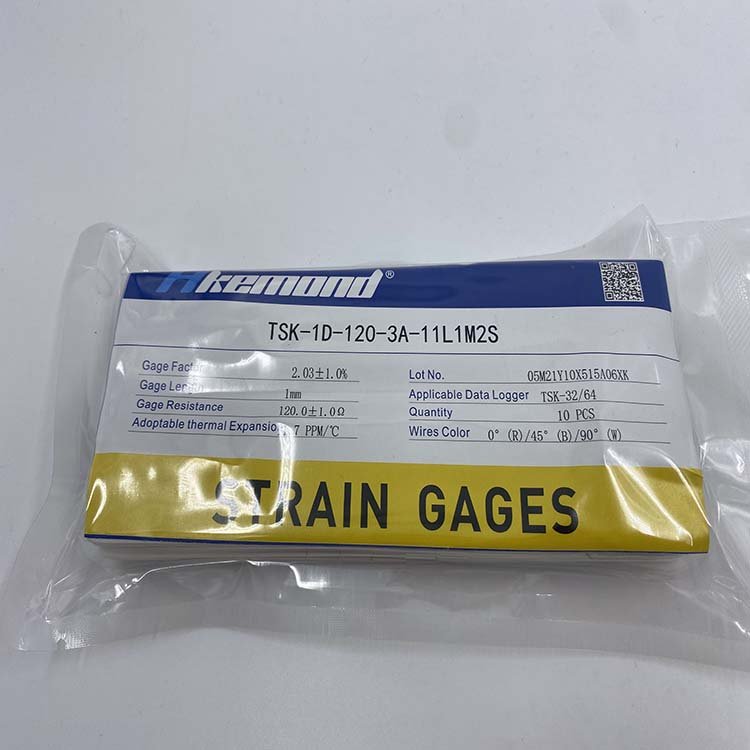 Akemond®
TSK-1D-120-3A-11L1M2S
Gage Factor 2.03±1.0%
Gage Length 1mm
Gage Resistance 120.0±1.0Ω
Adoptable thermal Expansion 7 PPM/℃
Lot No. 05M21Y10X515A06XK
Applicable Data Logger TSK-32/64
Quantity 10 PCS
Wires Color 0° (R)/45° (B)/90° (W)
STRAIN GAGES